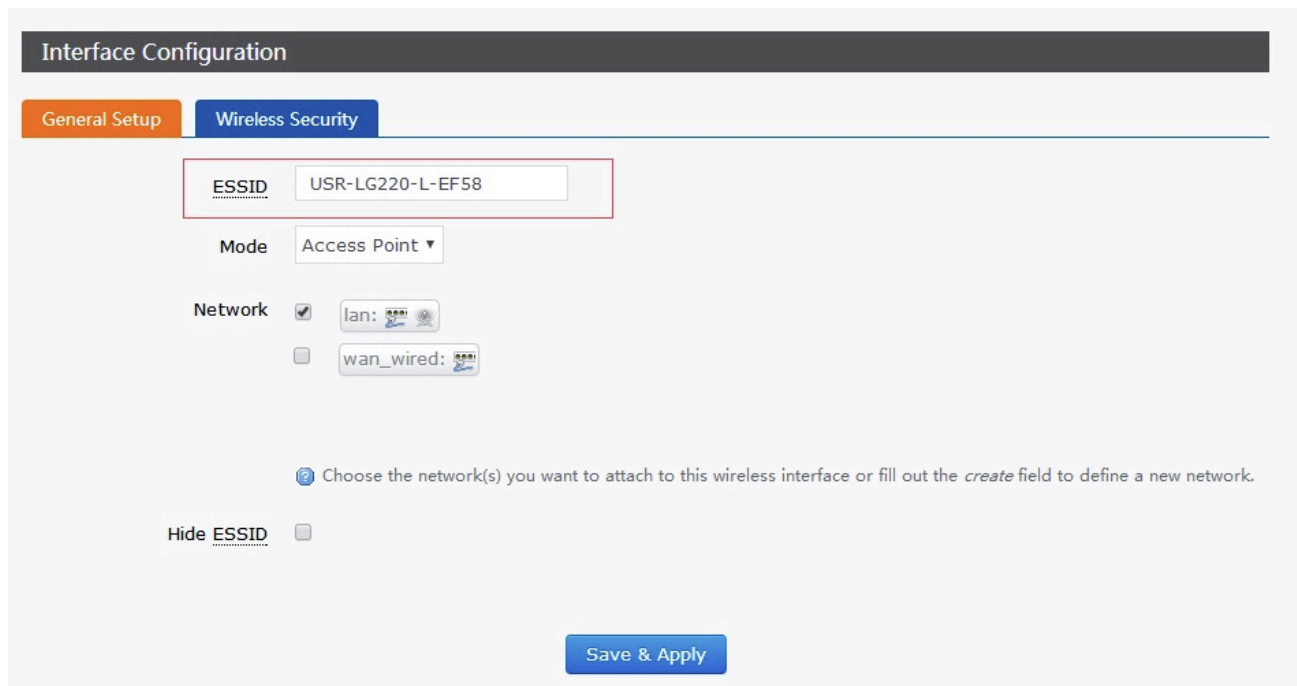 Interface Configuration
General Setup Wireless Security
ESSID USR-LG220-L-EF58
Mode Access Point
Network lan:
wan_wired:
Choose the network(s) you want to attach to this wireless interface or fill out the create field to define a new network.
Hide ESSID
Save & Apply